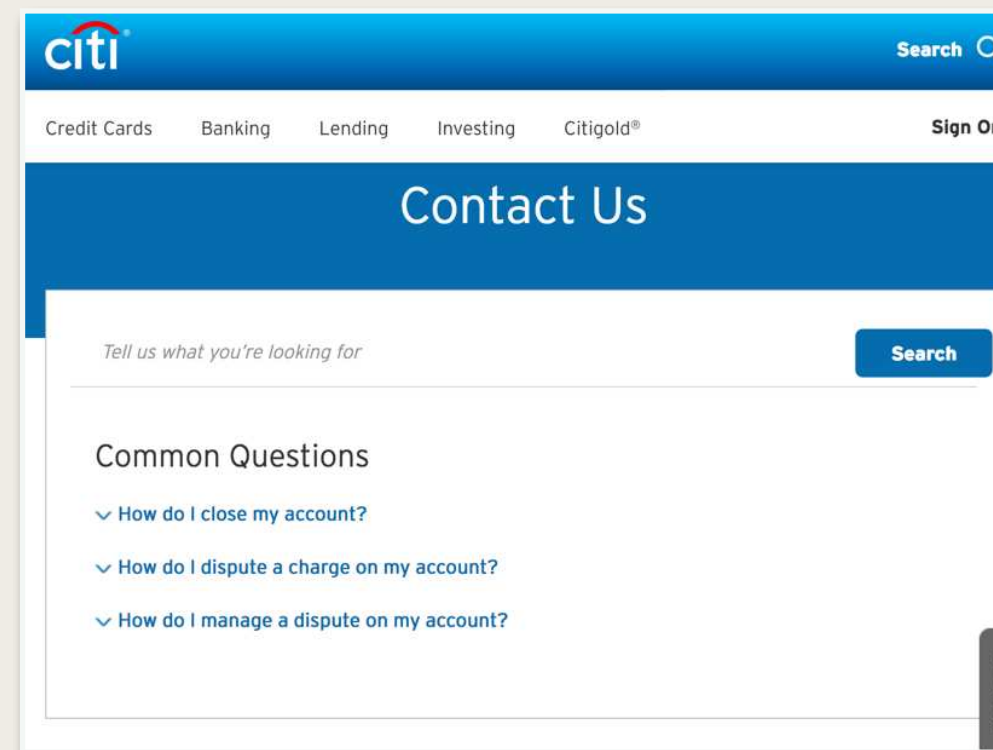 citi®
Search
Credit Cards Banking Lending Investing Citigold®
Sign On
Contact Us
Tell us what you're looking for
Search
Common Questions
How do I close my account?
How do I dispute a charge on my account?
How do I manage a dispute on my account?